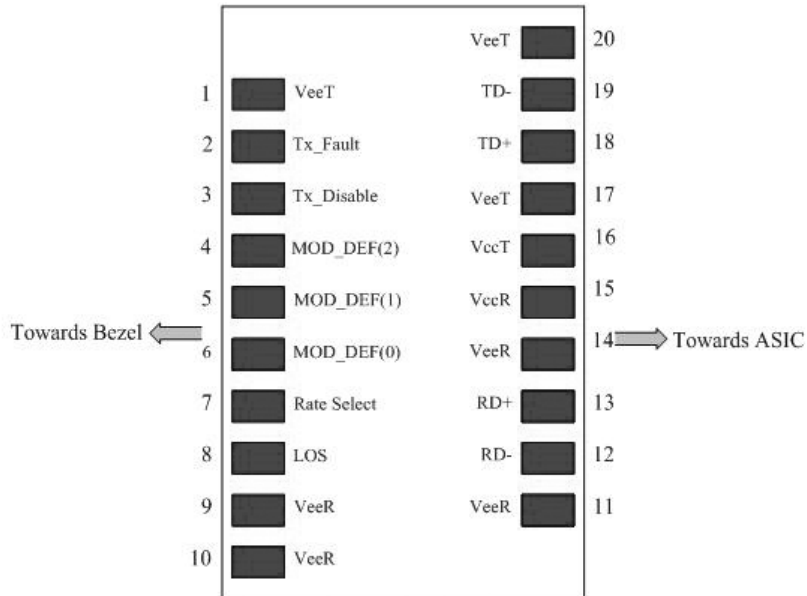 VeeT 20
1 VeeT TD- 19
2 Tx_Fault TD+ 18
3 Tx_Disable VeeT 17
4 MOD_DEF(2) VccT 16
5 MOD_DEF(1) VccR 15
Towards Bezel 6 MOD_DEF(0) VeeR 14 Towards ASIC
7 Rate Select RD+ 13
8 LOS RD- 12
9 VeeR VeeR 11
10 VeeR